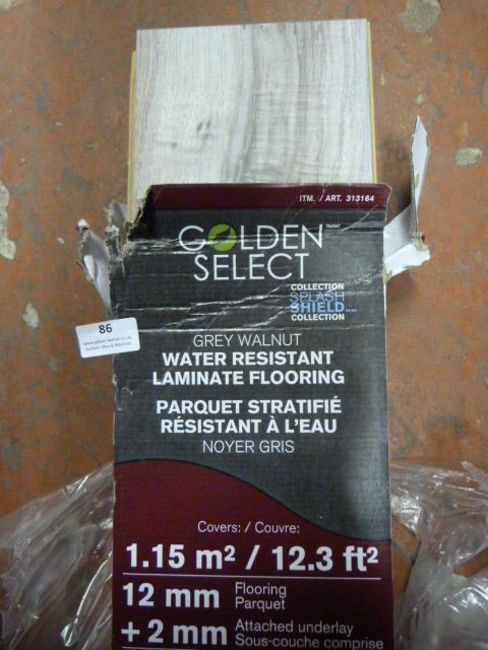 ITM. / ART. 313164
GOLDEN
SELECT
COLLECTION
SPLASH
SHIELD
COLLECTION
86
GREY WALNUT
WATER RESISTANT
LAMINATE FLOORING
PARQUET STRATIFIÉ
RÉSISTANT À L'EAU
NOYER GRIS
Covers: / Couvre:
1.15 m² / 12.3 ft²
12 mm Flooring
Parquet
+ 2 mm Attached underlay
Sous-couche comprise